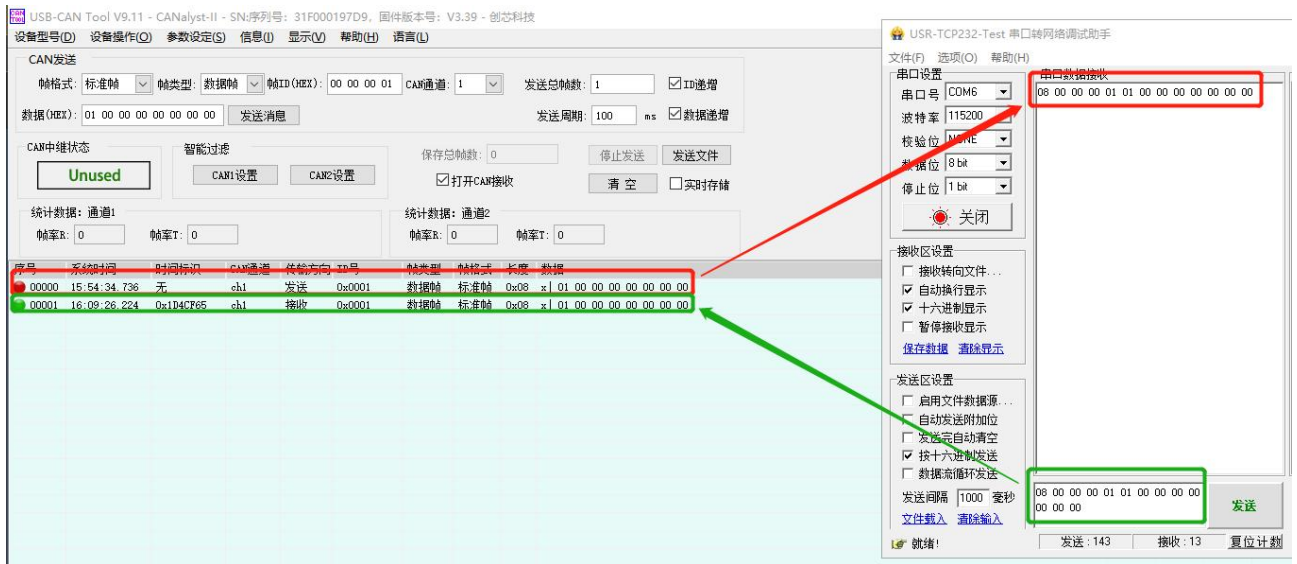 USB-CAN Tool V9.11 - CANalyst-II - SN:序列号: 31F000197D9, 固件版本号: V3.39 - 创芯科技
设备型号(D) 设备操作(O) 参数设定(S) 信息(I) 显示(V) 帮助(H) 语言(L)
CAN发送
帧格式: 标准帧 帧类型: 数据帧 帧ID(HEX): 00 00 00 01 CAN通道: 1 发送总帧数: 1 ID递增
数据(HEX): 01 00 00 00 00 00 00 00 发送消息 发送周期: 100 ms 数据递增
CAN中继状态 智能过滤
保存总帧数: 0 停止发送 发送文件
Unused CAN1设置 CAN2设置
打开CAN接收 清空 实时存储
统计数据: 通道1 统计数据: 通道2
帧率R: 0 帧率T: 0 帧率R: 0 帧率T: 0
序号 系统时间 时间标识 CAN通道 传输方向 ID号 帧类型 帧格式 长度 数据
00000 15:54:34.736 无 ch1 发送 0x0001 数据帧 标准帧 0x08 x| 01 00 00 00 00 00 00 00
00001 16:09:26.224 0x1D4CF65 ch1 接收 0x0001 数据帧 标准帧 0x08 x| 01 00 00 00 00 00 00 00
USR-TCP232-Test 串口转网络调试助手
文件(F) 选项(O) 帮助(H)
串口设置
串口号 COM6
波特率 115200
校验位 NONE
数据位 8 bit
停止位 1 bit
关闭
串口数据接收
08 00 00 00 01 01 00 00 00 00 00 00 00
接收区设置
接收转向文件...
自动换行显示
十六进制显示
暂停接收显示
保存数据 清除显示
发送区设置
启用文件数据源...
自动发送附加位
发送完自动清空
按十六进制发送
数据流循环发送
发送间隔 1000 毫秒
文件载入 清除输入
08 00 00 00 01 01 00 00 00 00
00 00 00
发送
就绪! 发送:143 接收:13 复位计数